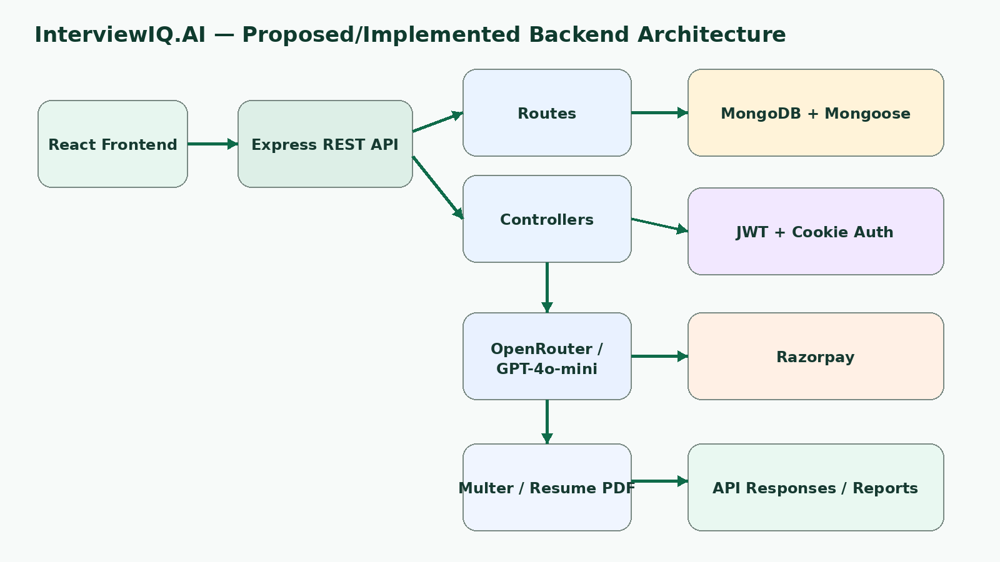 InterviewIQ.AI — Proposed/Implemented Backend Architecture
React Frontend
Express REST API
Routes
MongoDB + Mongoose
Controllers
JWT + Cookie Auth
OpenRouter /
GPT-4o-mini
Razorpay
Multer / Resume PDF
API Responses / Reports